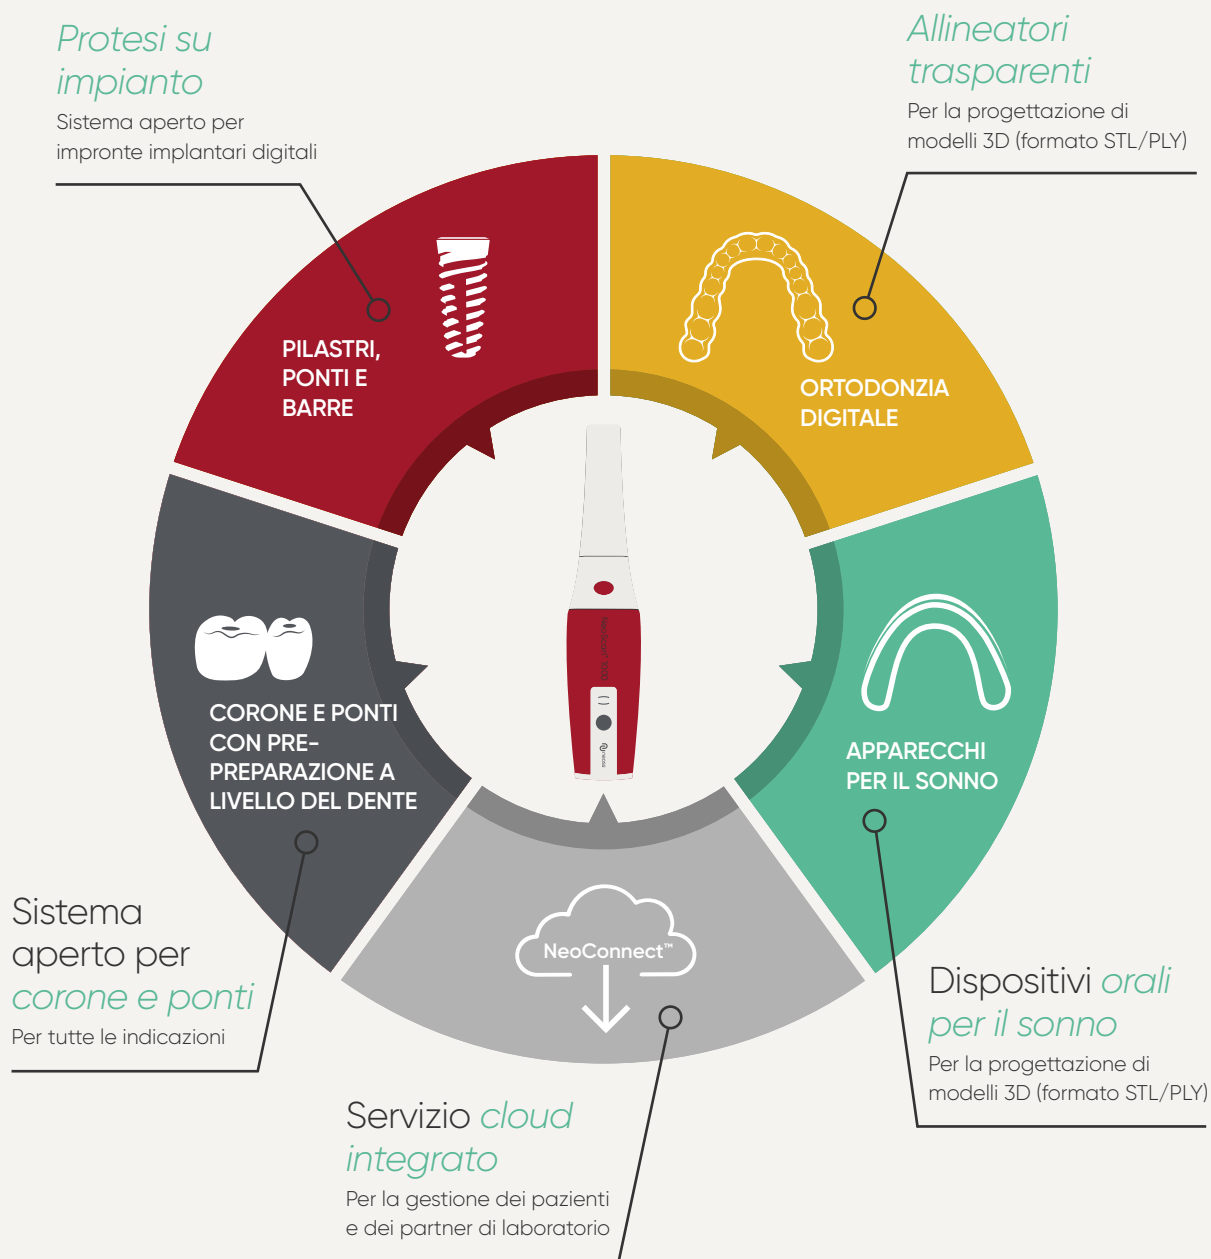 Protesi su
impianto
Sistema aperto per
impronte implantari digitali
Allineatori
trasparenti
Per la progettazione di
modelli 3D (formato STL/PLY)
PILASTRI,
PONTI E
BARRE
ORTODONZIA
DIGITALE
NeoScan™ 1000
CORONE E PONTI
CON PRE-
PREPARAZIONE A
LIVELLO DEL DENTE
APPARECCHI
PER IL SONNO
NeoConnect™
Sistema
aperto per
corone e ponti
Per tutte le indicazioni
Dispositivi orali
per il sonno
Per la progettazione di
modelli 3D (formato STL/PLY)
Servizio cloud
integrato
Per la gestione dei pazienti
e dei partner di laboratorio